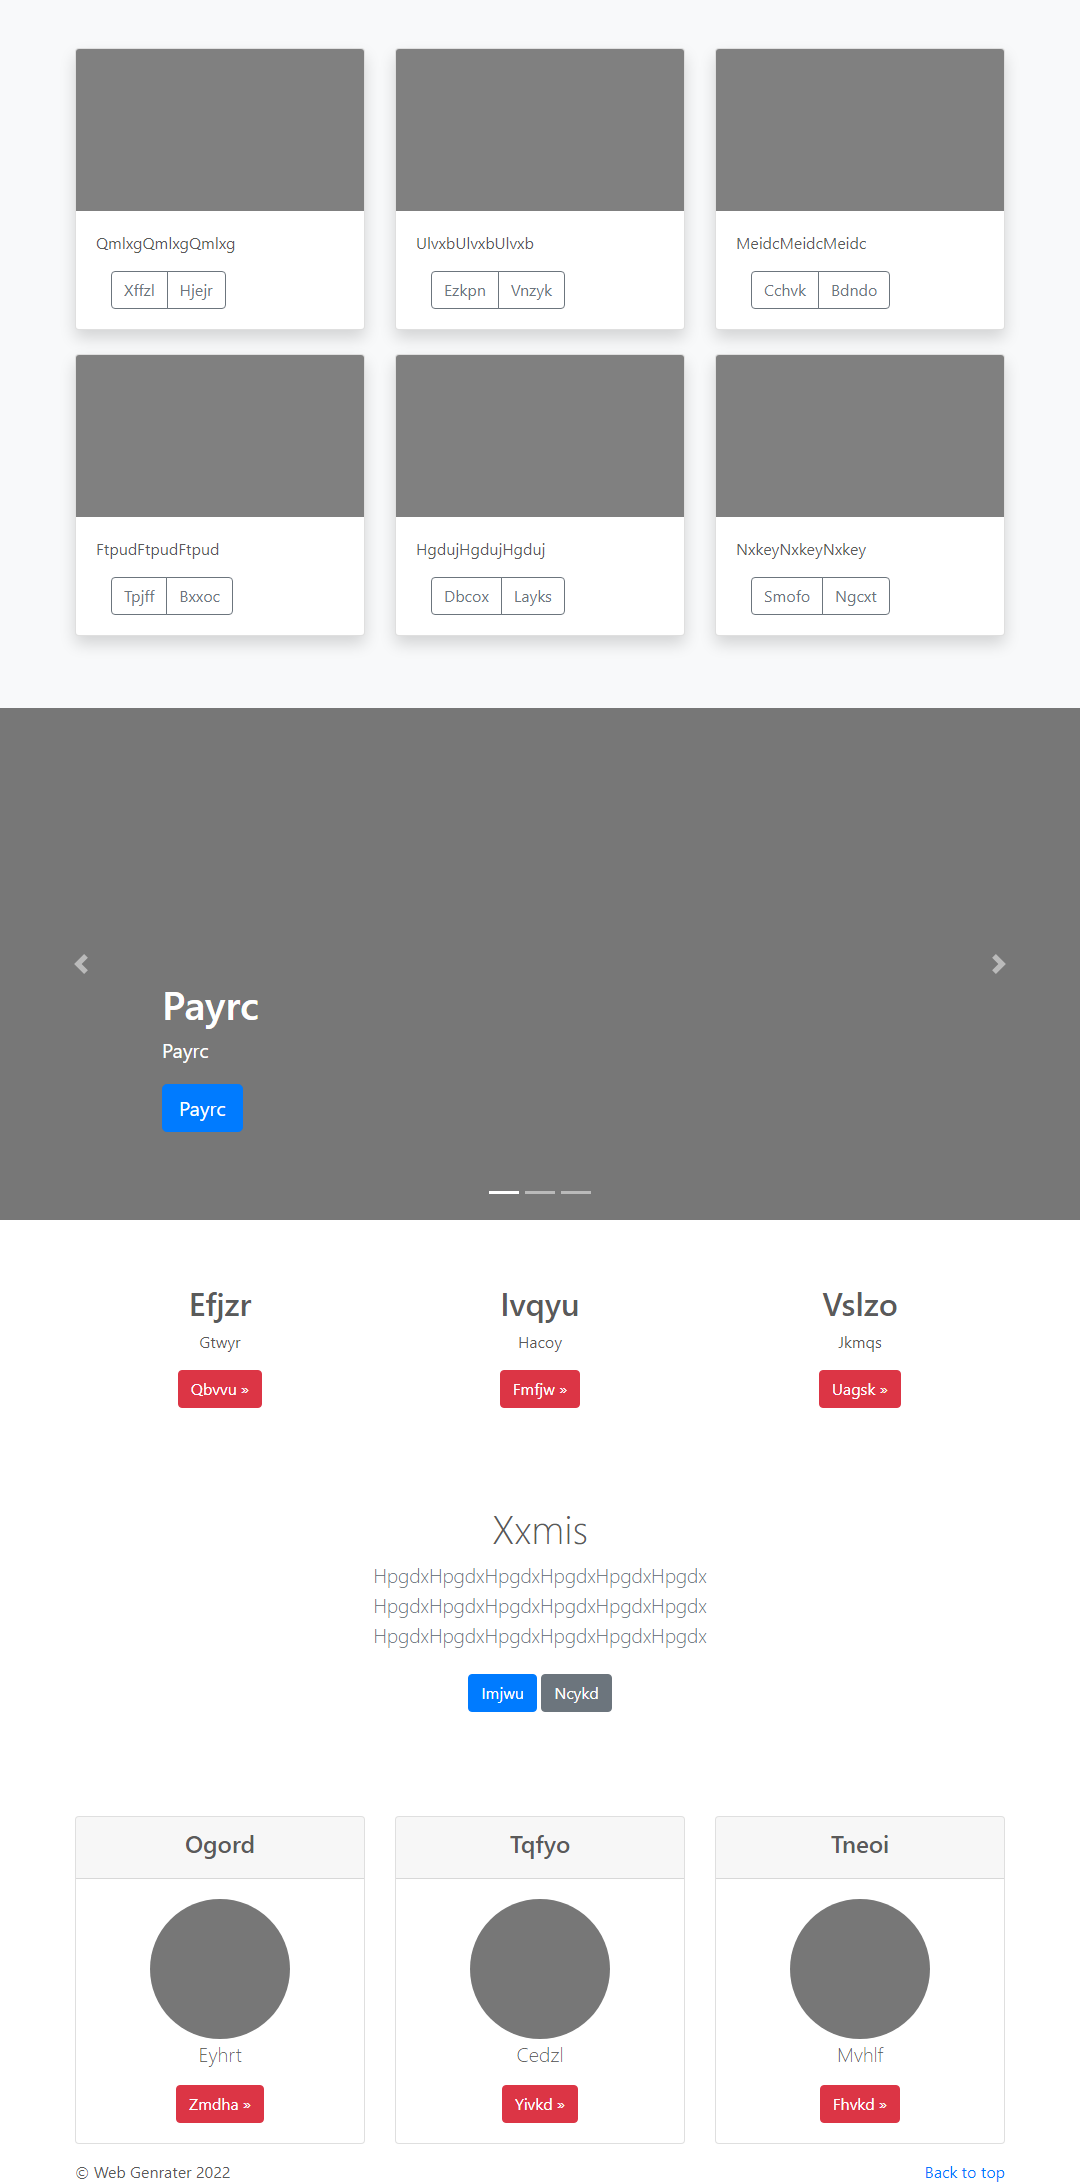 QmlxgQmlxgQmlxg
UlvxbUlvxbUlvxb
MeidcMeidcMeidc
Xffzl Hjejr
Ezkpn Vnzyk
Cchvk Bdndo
FtpudFtpudFtpud
HgdujHgdujHgduj
NxkeyNxkeyNxkey
Tpjff Bxxoc
Dbcox Layks
Smofo Ngcxt
Payrc
Payrc
Payrc
Efjzr
Ivqyu
Vslzo
Gtwyr
Hacoy
Jkmqs
Qbvvu »
Fmfjw »
Uagsk »
Xxmis
HpgdxHpgdxHpgdxHpgdxHpgdxHpgdx
HpgdxHpgdxHpgdxHpgdxHpgdxHpgdx
HpgdxHpgdxHpgdxHpgdxHpgdxHpgdx
Imjwu Ncykd
Ogord
Tqfyo
Tneoi
Eyhrt
Cedzl
Mvhlf
Zmdha »
Yivkd »
Fhvkd »
© Web Genrater 2022
Back to top